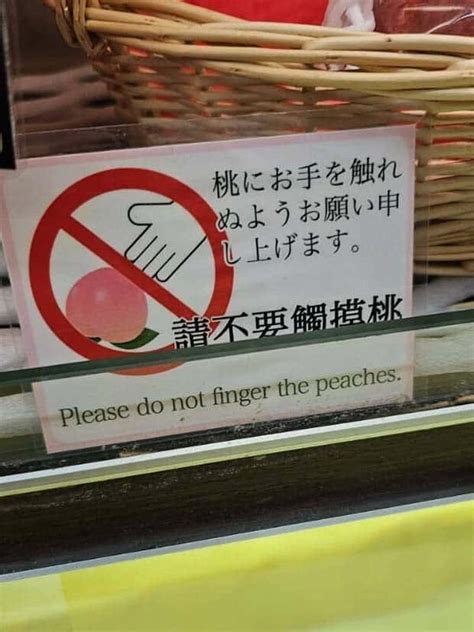 桃にお手を触れ
ぬようお願い申
し上げます。
請不要觸摸桃
Please do not finger the peaches.